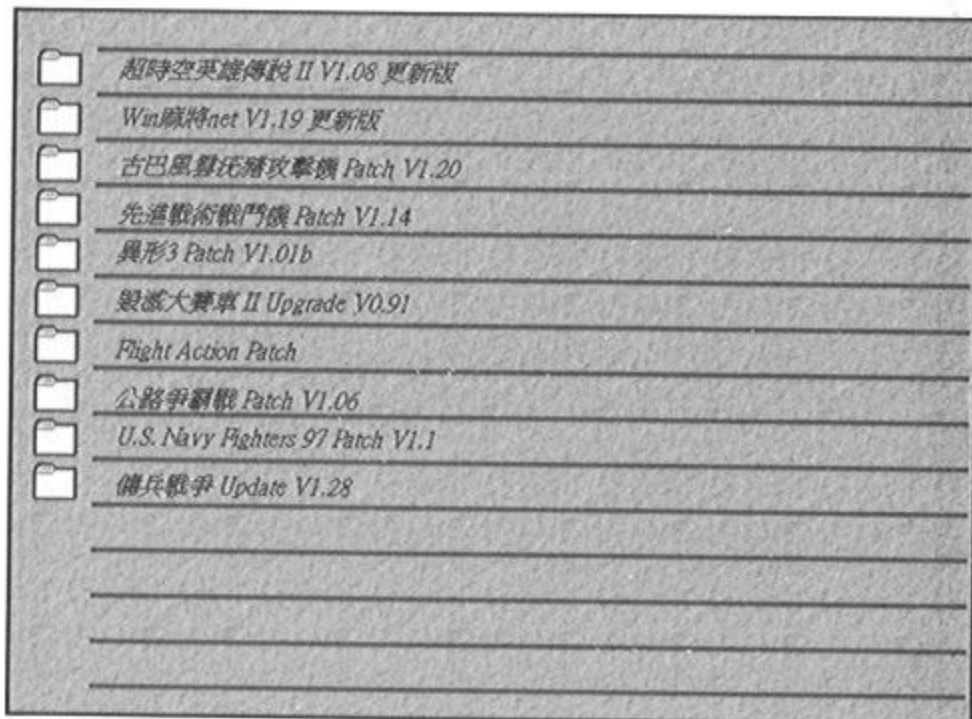 超時空英雄傳說 II V1.08 更新版
Win麻將net V1.19 更新版
古巴風雲疣豬攻擊機 Patch V1.20
先進戰術戰鬥機 Patch V1.14
異形3 Patch V1.01b
毀滅大賽車 II Upgrade V0.91
Flight Action Patch
公路爭霸戰 Patch V1.06
U.S. Navy Fighters 97 Patch V1.1
傭兵戰爭 Update V1.28